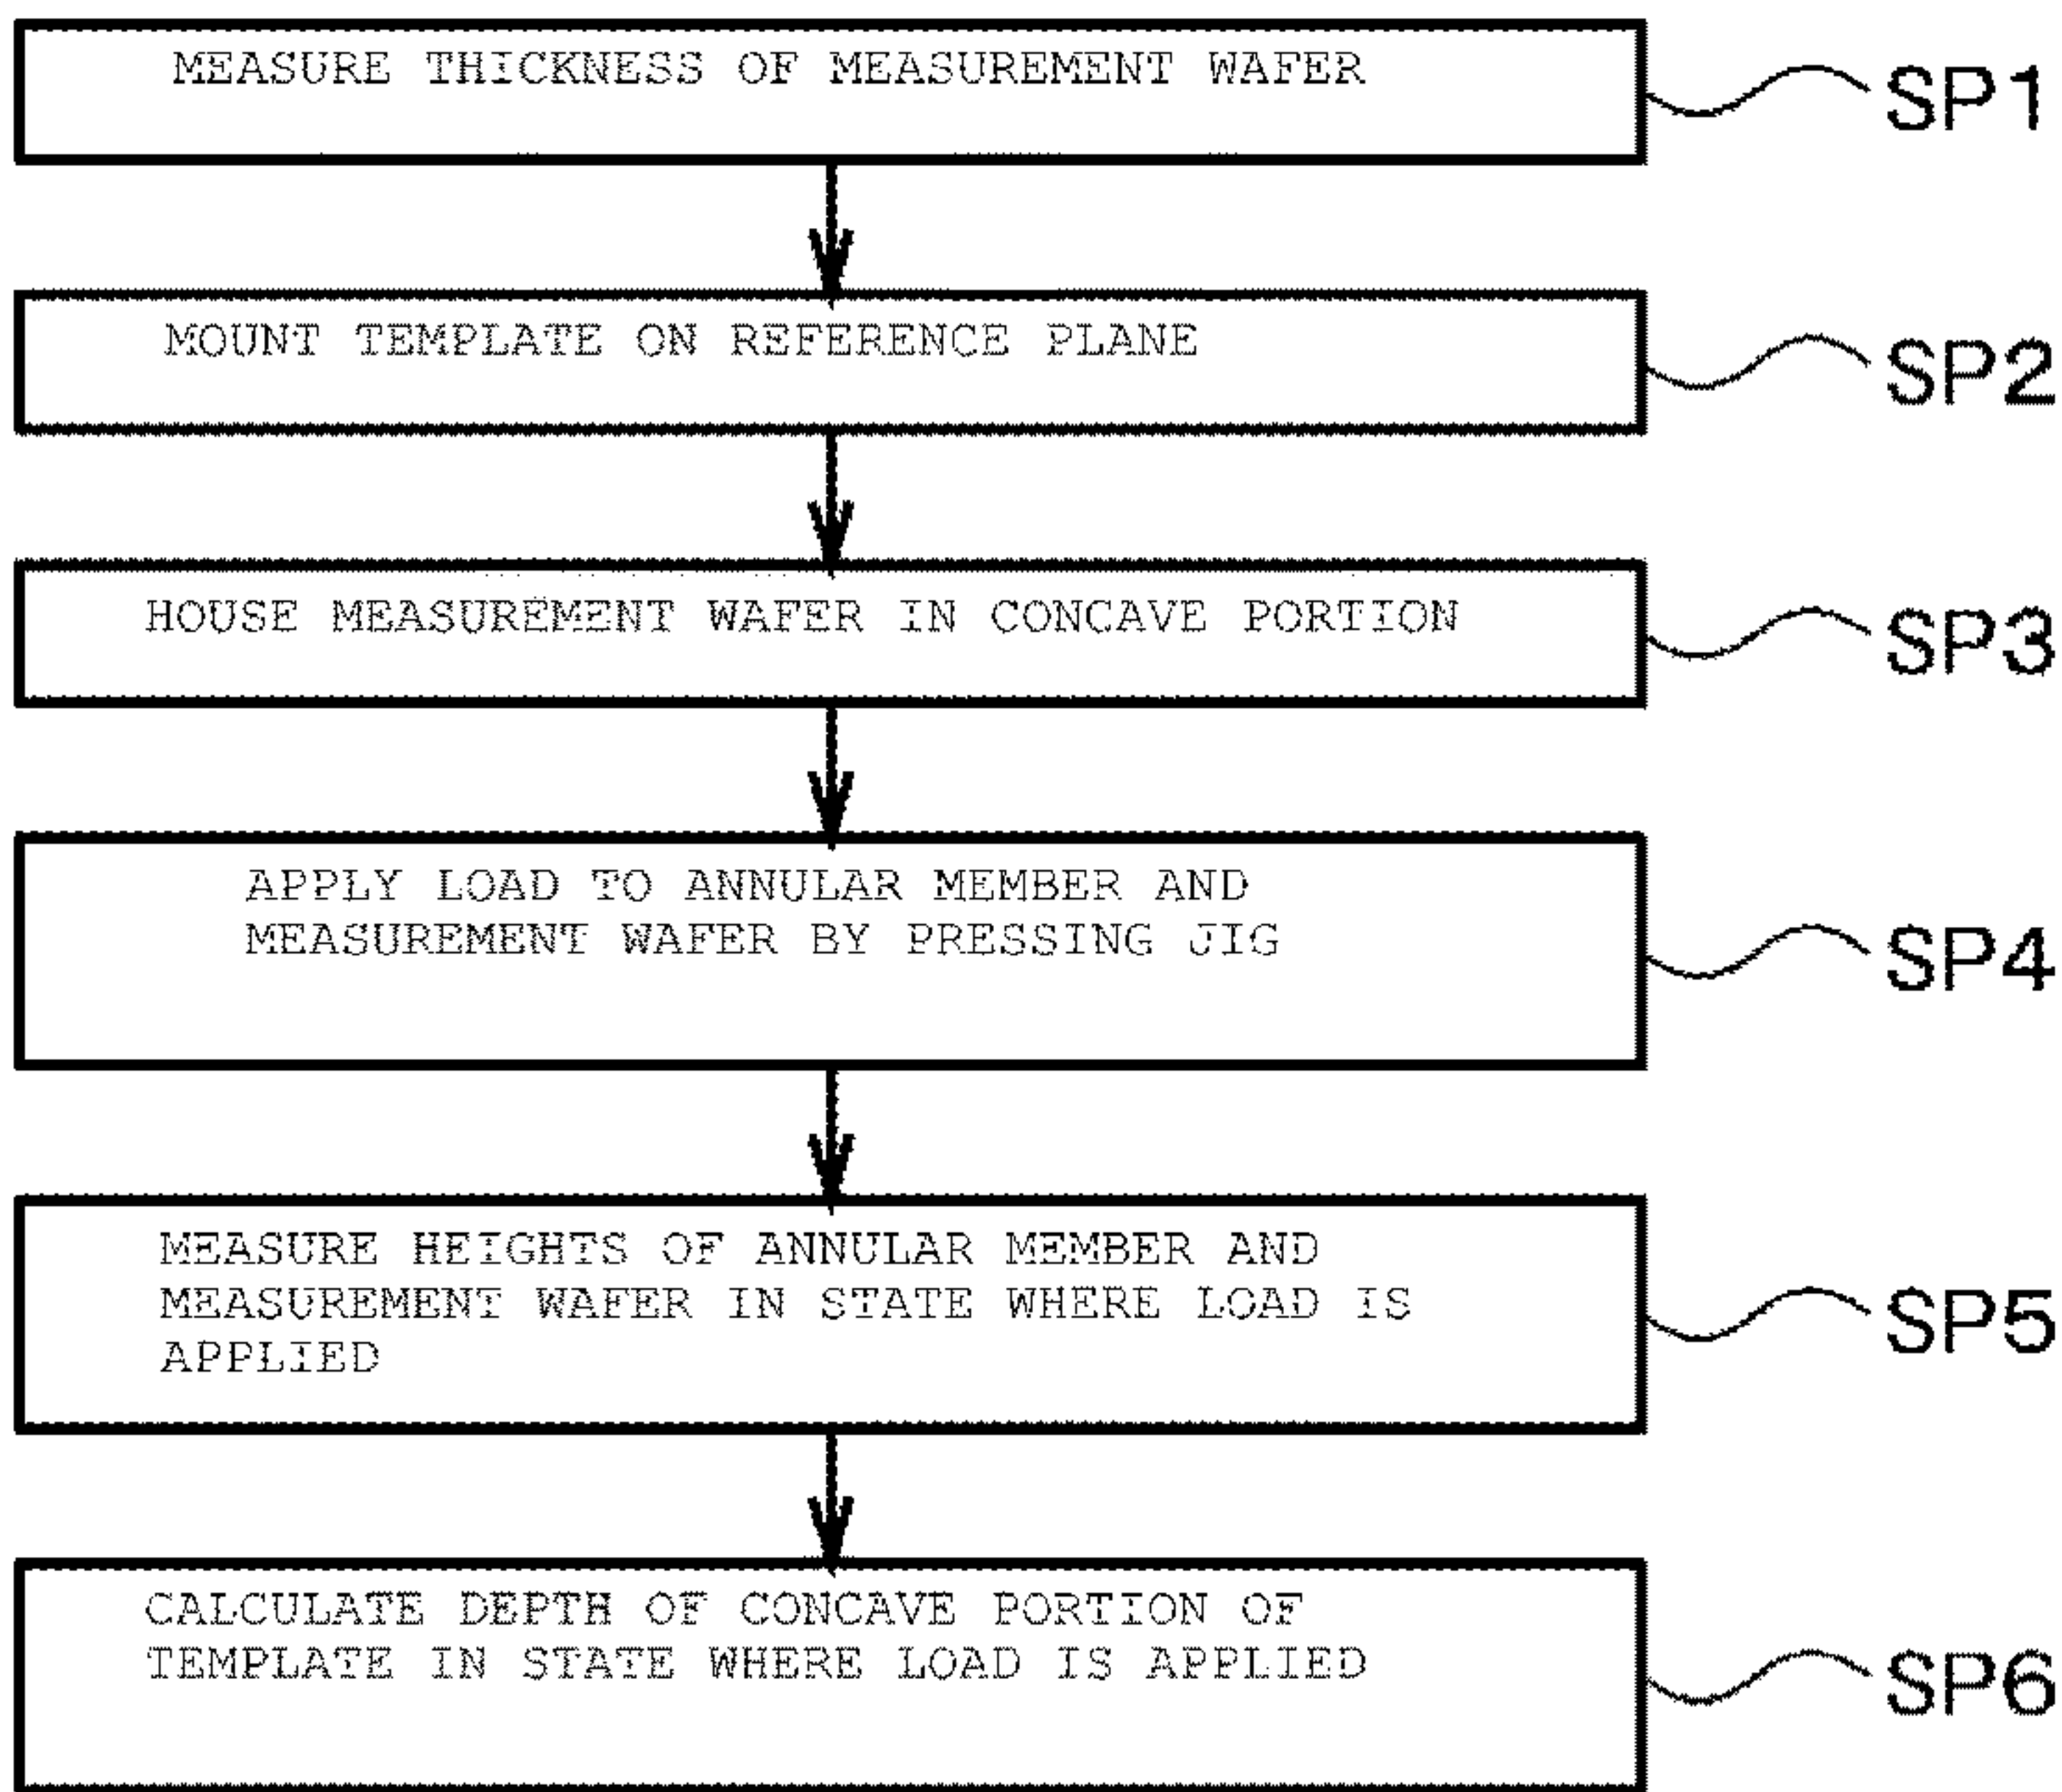 MEASURE THICKNESS OF MEASUREMENT WAFER
SP1
MOUNT TEMPLATE ON REFERENCE PLANE
SP2
HOUSE MEASUREMENT WAFER IN CONCAVE PORTION
SP3
APPLY LOAD TO ANNULAR MEMBER AND
MEASUREMENT WAFER BY PRESSING JIG
SP4
MEASURE HEIGHTS OF ANNULAR MEMBER AND
MEASUREMENT WAFER IN STATE WHERE LOAD IS
APPLIED
SP5
CALCULATE DEPTH OF CONCAVE PORTION OF
TEMPLATE IN STATE WHERE LOAD IS APPLIED
SP6